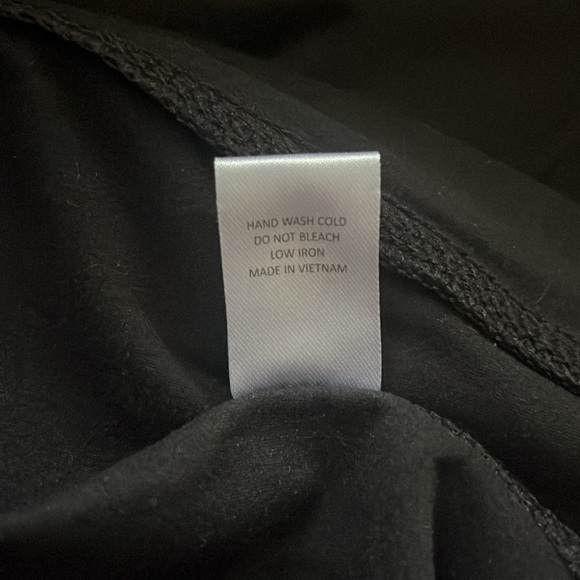 HAND WASH COLD
DO NOT BLEACH
LOW IRON
MADE IN VIETNAM